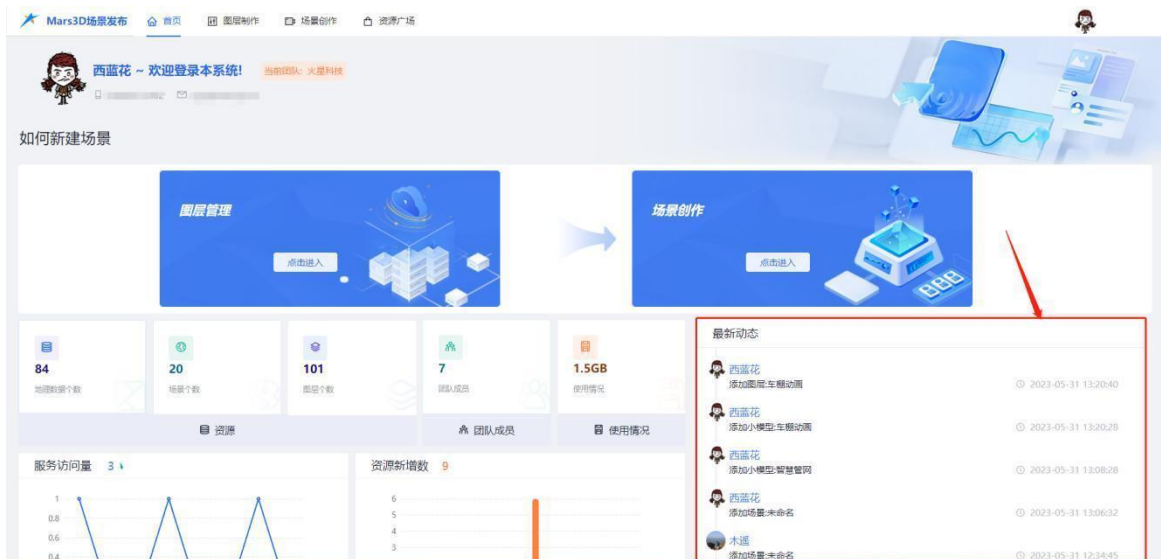 Mars3D场景发布 首页 图层制作 场景创作 资源广场
西蓝花 ~ 欢迎登录本系统! 当前团队: 火星科技
如何新建场景
图层管理
点击进入
场景创作
点击进入
84
地理数据个数
20
场景个数
101
图层个数
7
团队成员
1.5GB
使用情况
资源
团队成员
使用情况
服务访问量 3
1
0.8
0.6
0.4
资源新增数 9
6
5
4
3
最新动态
西蓝花
添加图层:车棚动画 2023-05-31 13:20:40
西蓝花
添加小模型:车棚动画 2023-05-31 13:20:28
西蓝花
添加小模型:智慧管网 2023-05-31 13:08:28
西蓝花
添加场景:未命名 2023-05-31 13:06:32
木遥
添加场景:未命名 2023-05-31 12:34:45